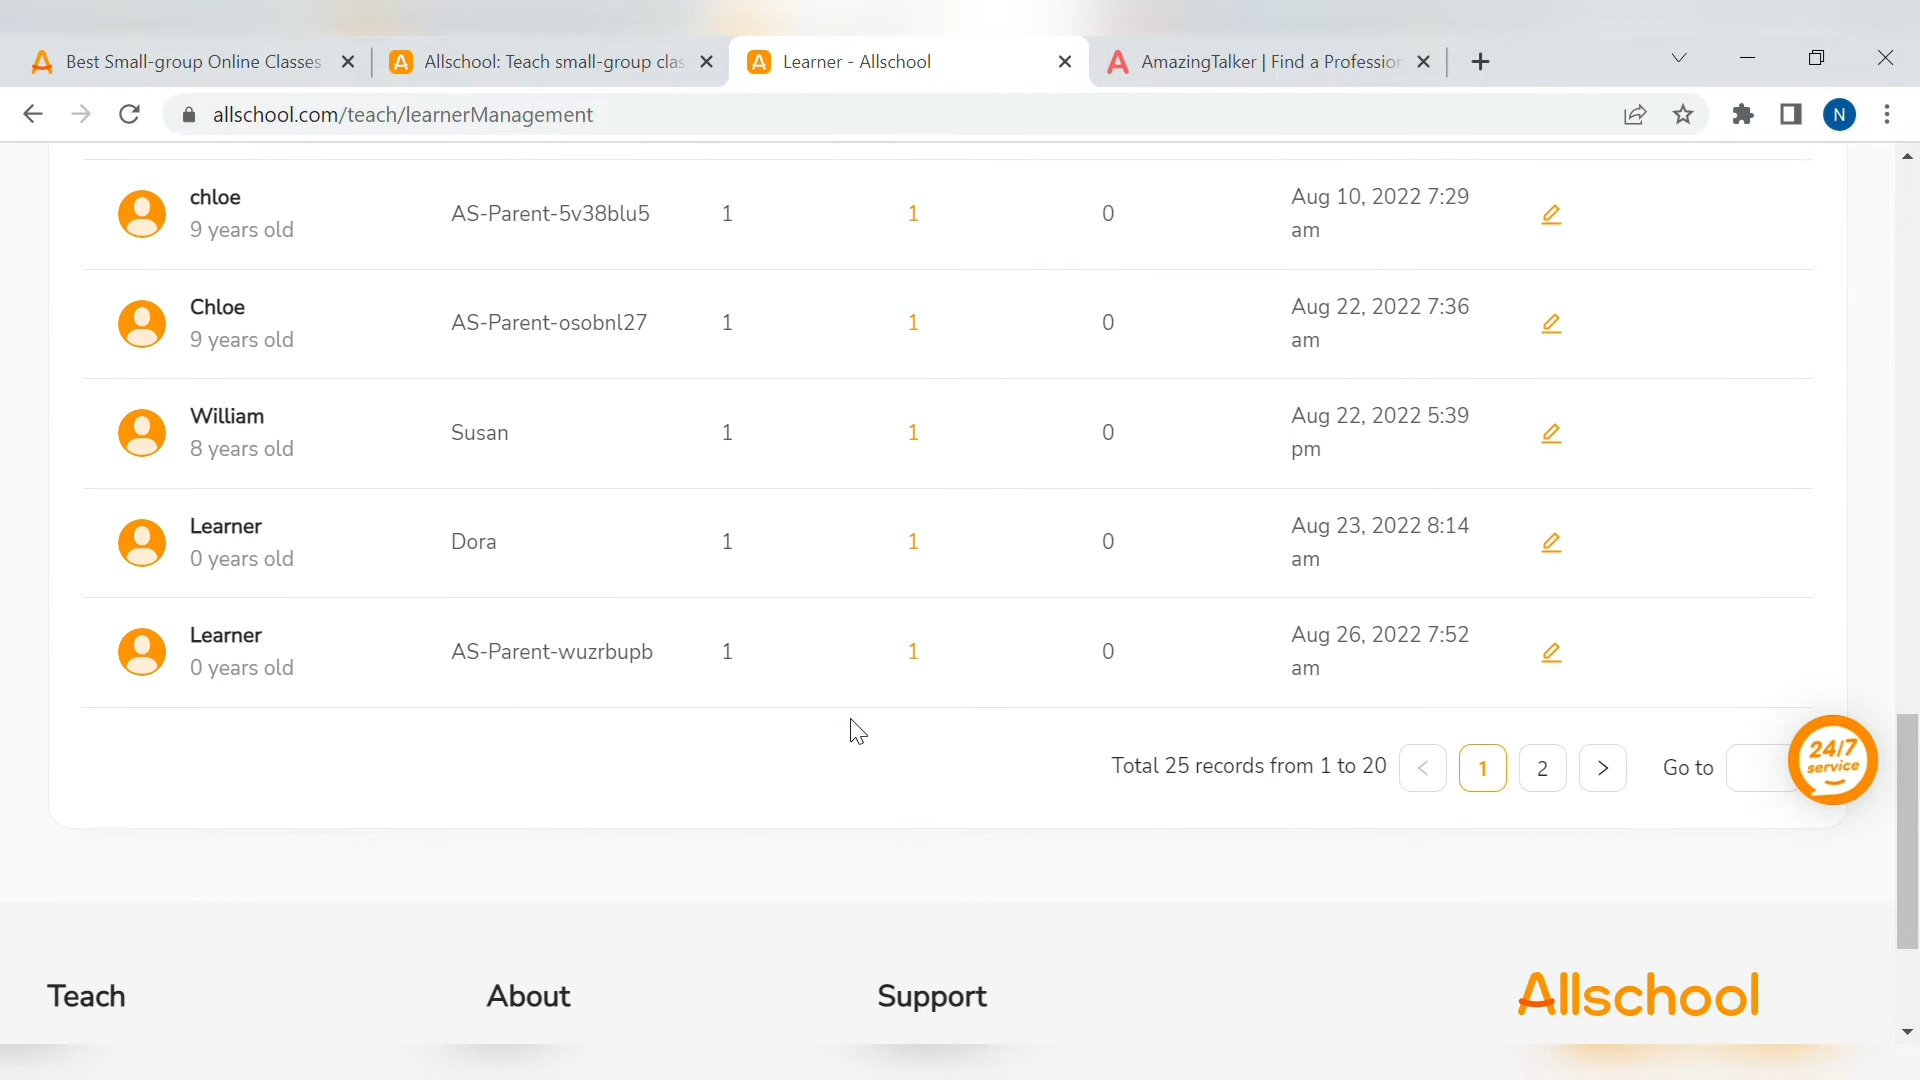 Best Small-group Online Classes
Allschool: Teach small-group clas
Learner - Allschool
AmazingTalker | Find a Profession
allschool.com/teach/learnerManagement
N
chloe
9 years old
AS-Parent-5v38blu5
1
1
0
Aug 10, 2022 7:29
am
Chloe
9 years old
AS-Parent-osobnl27
1
1
0
Aug 22, 2022 7:36
am
William
8 years old
Susan
1
1
0
Aug 22, 2022 5:39
pm
Learner
0 years old
Dora
1
1
0
Aug 23, 2022 8:14
am
Learner
0 years old
AS-Parent-wuzrbupb
1
1
0
Aug 26, 2022 7:52
am
Total 25 records from 1 to 20
<
1
2
>
Go to
24/7
service
Teach
About
Support
Allschool